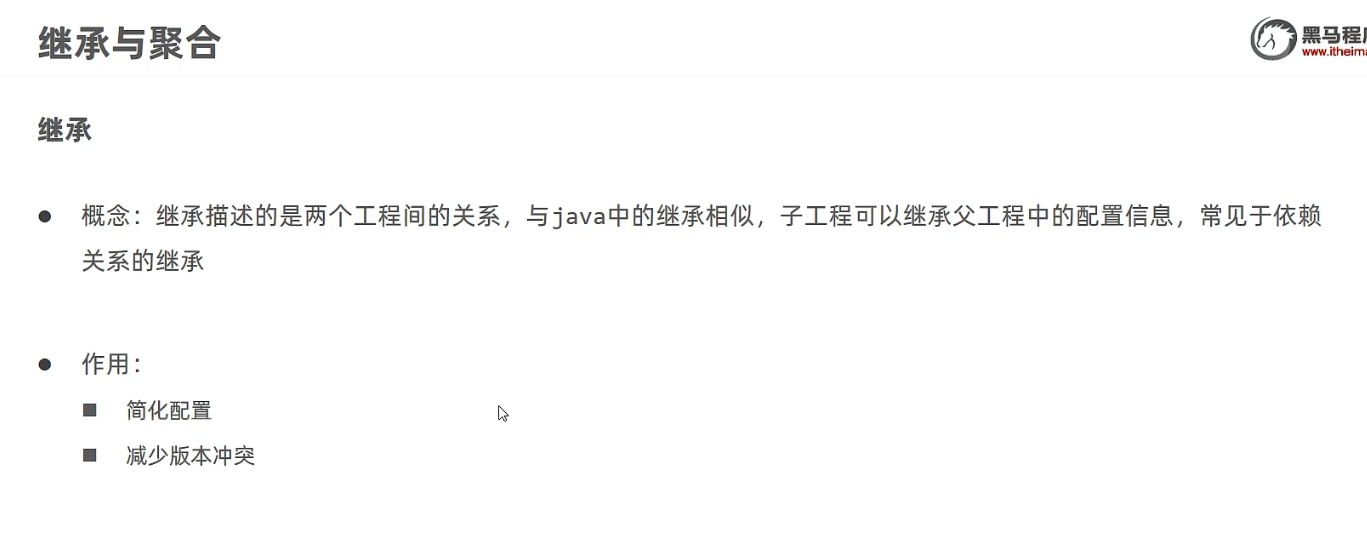 继承与聚合
黑马程
www.itheima
继承
概念：继承描述的是两个工程间的关系，与java中的继承相似，子工程可以继承父工程中的配置信息，常见于依赖
关系的继承
作用：
简化配置
减少版本冲突